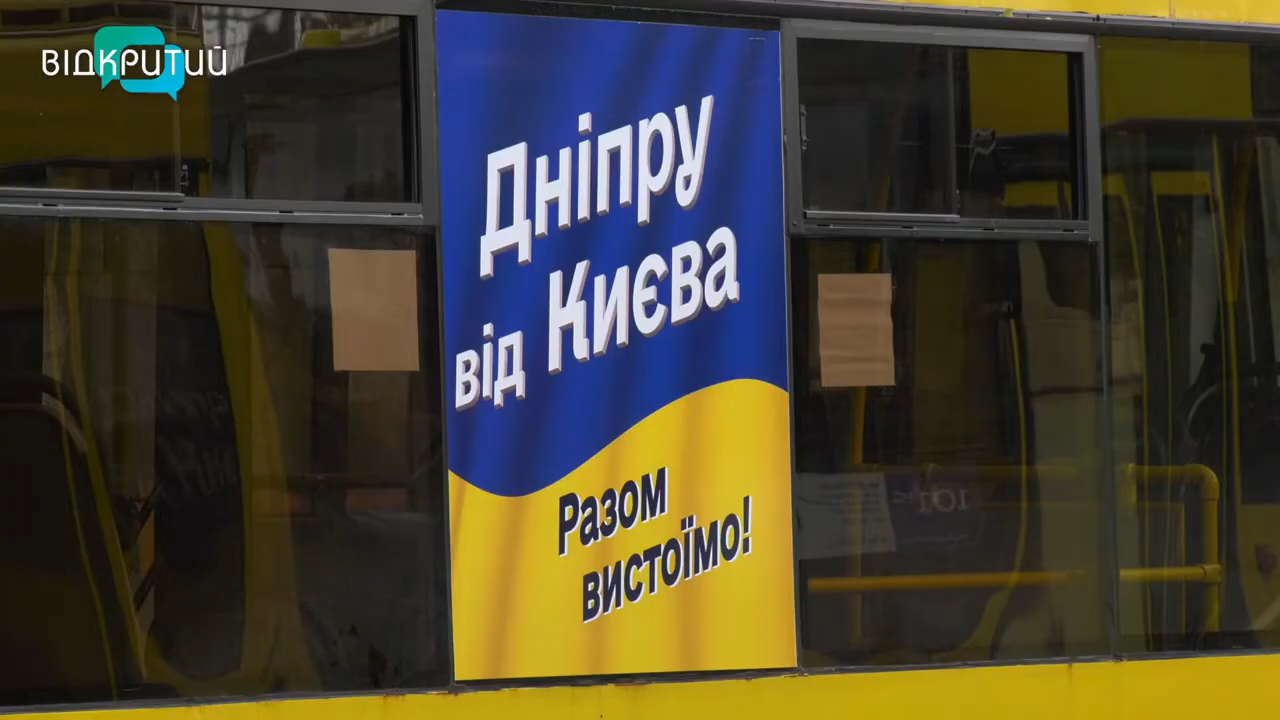 ВІДКРИТИЙ
Дніпру
від Києва
Разом
вистоїмо!